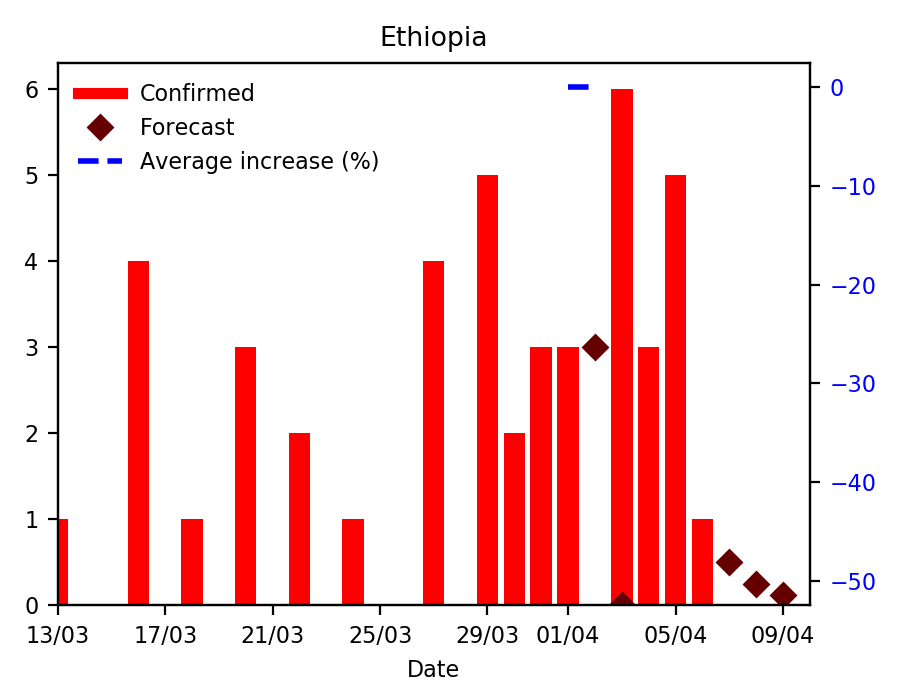 Ethiopia
Confirmed
Forecast
Average increase (%)
6
5
4
3
2
1
0
0
−10
−20
−30
−40
−50
13/03 17/03 21/03 25/03 29/03 01/04 05/04 09/04
Date